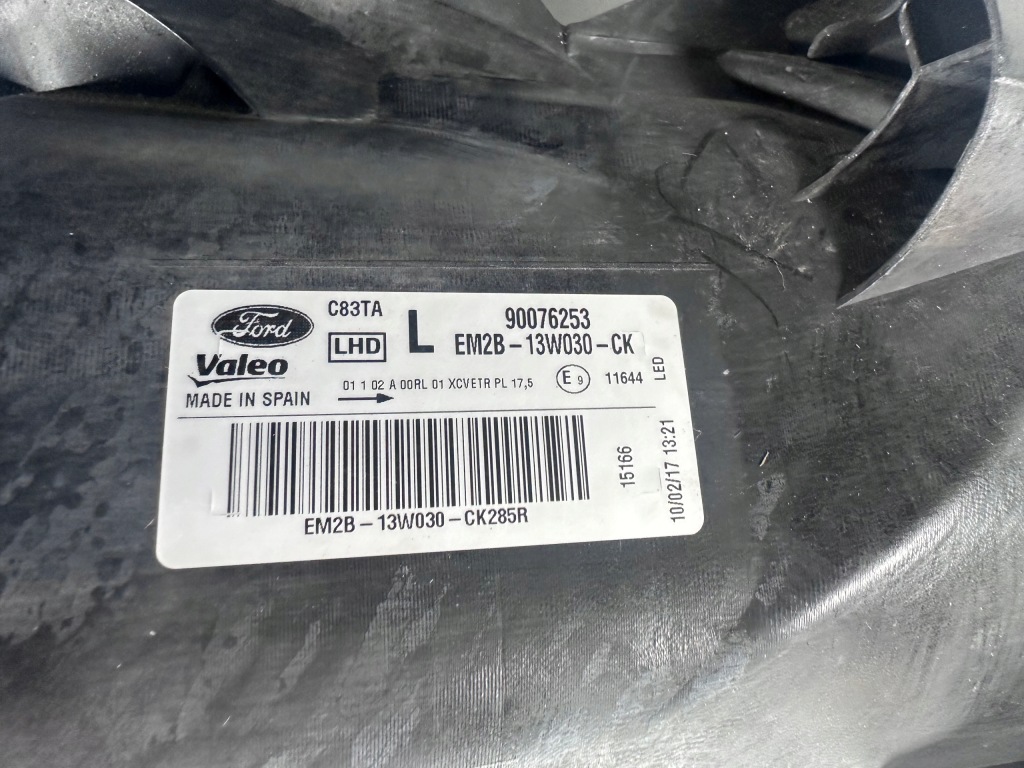 Ford
C83TA
L
90076253
Valeo
LHD
EM2B-13W030-CK
LED
MADE IN SPAIN
01 1 02 A 00RL 01 XCVETR PL 17,5
E 9
11644
15166
10/02/17 13:21
EM2B-13W030-CK285R